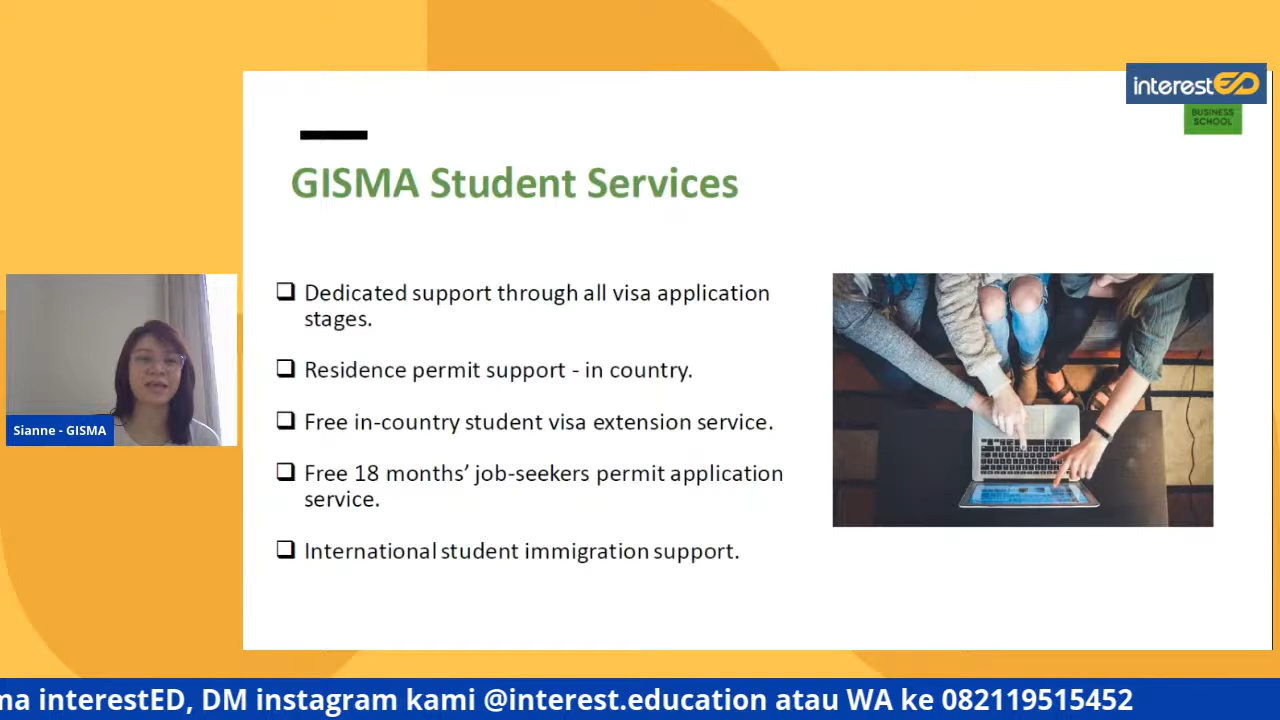 interestED
BUSINESS
SCHOOL
GISMA Student Services
Dedicated support through all visa application
stages.
Residence permit support - in country.
Free in-country student visa extension service.
Free 18 months’ job-seekers permit application
service.
International student immigration support.
Sianne - GISMA
ma interestED, DM instagram kami @interest.education atau WA ke 082119515452